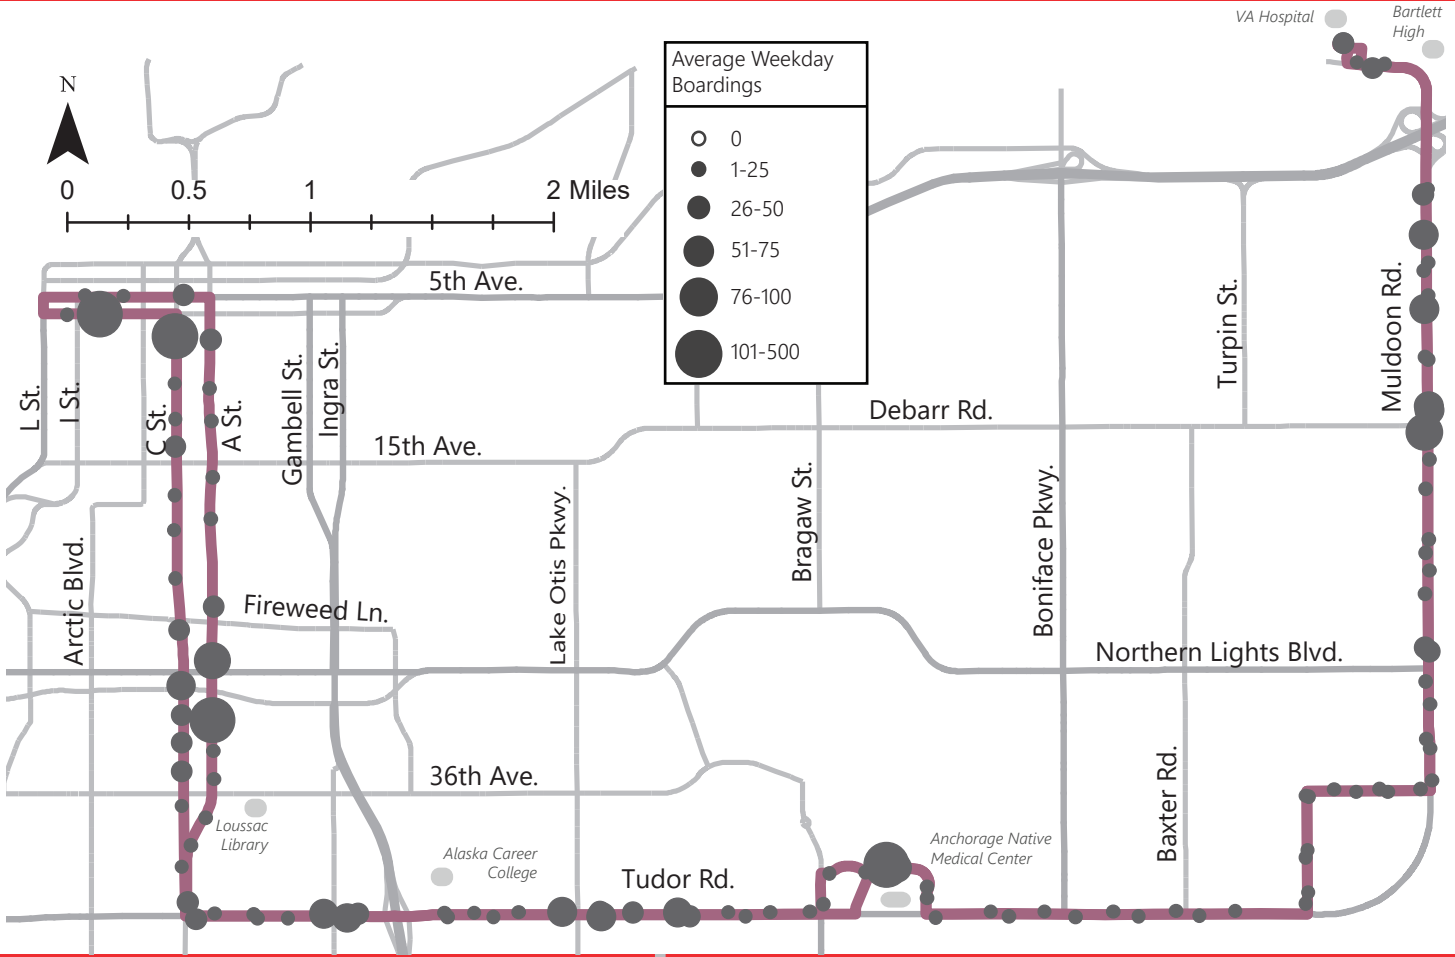 VA Hospital
Bartlett
High
Average Weekday
Boardings
0
1-25
26-50
51-75
76-100
101-500
N
0 0.5 1 2 Miles
5th Ave.
L St.
I St.
C St.
A St.
Gambell St.
Ingra St.
15th Ave.
Debarr Rd.
Turpin St.
Muldoon Rd.
Arctic Blvd.
Fireweed Ln.
Lake Otis Pkwy.
Bragaw St.
Boniface Pkwy.
Northern Lights Blvd.
36th Ave.
Baxter Rd.
Loussac
Library
Alaska Career
College
Tudor Rd.
Anchorage Native
Medical Center